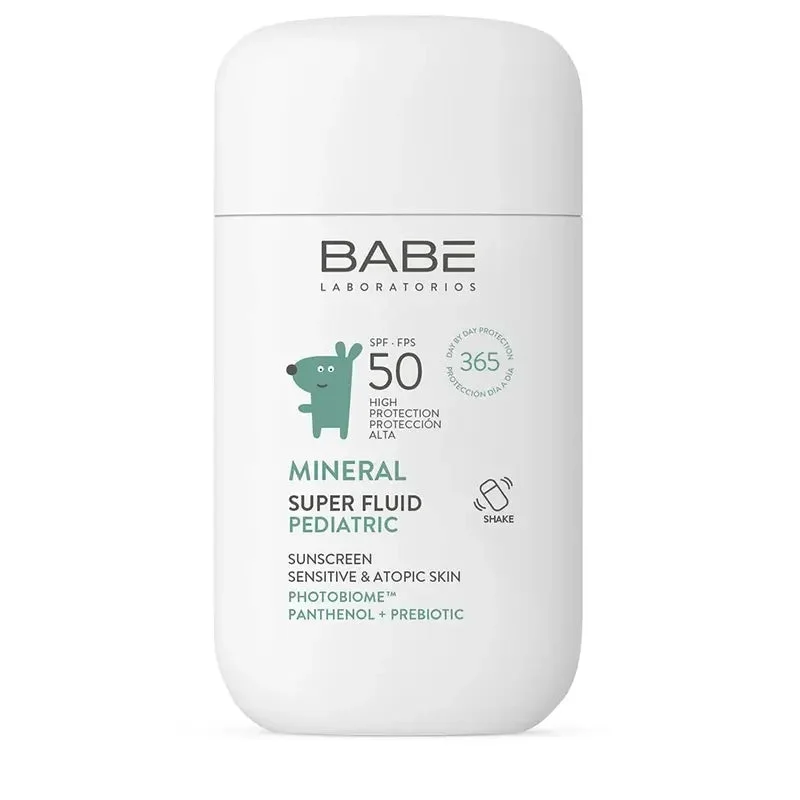 BABE
LABORATORIOS
SPF · FPS
50
HIGH
PROTECTION
PROTECCIÓN
ALTA
DAY BY DAY PROTECTION
365
PROTECCIÓN DÍA A DÍA
MINERAL
SUPER FLUID
PEDIATRIC
SHAKE
SUNSCREEN
SENSITIVE & ATOPIC SKIN
PHOTOBIOME™
PANTHENOL + PREBIOTIC